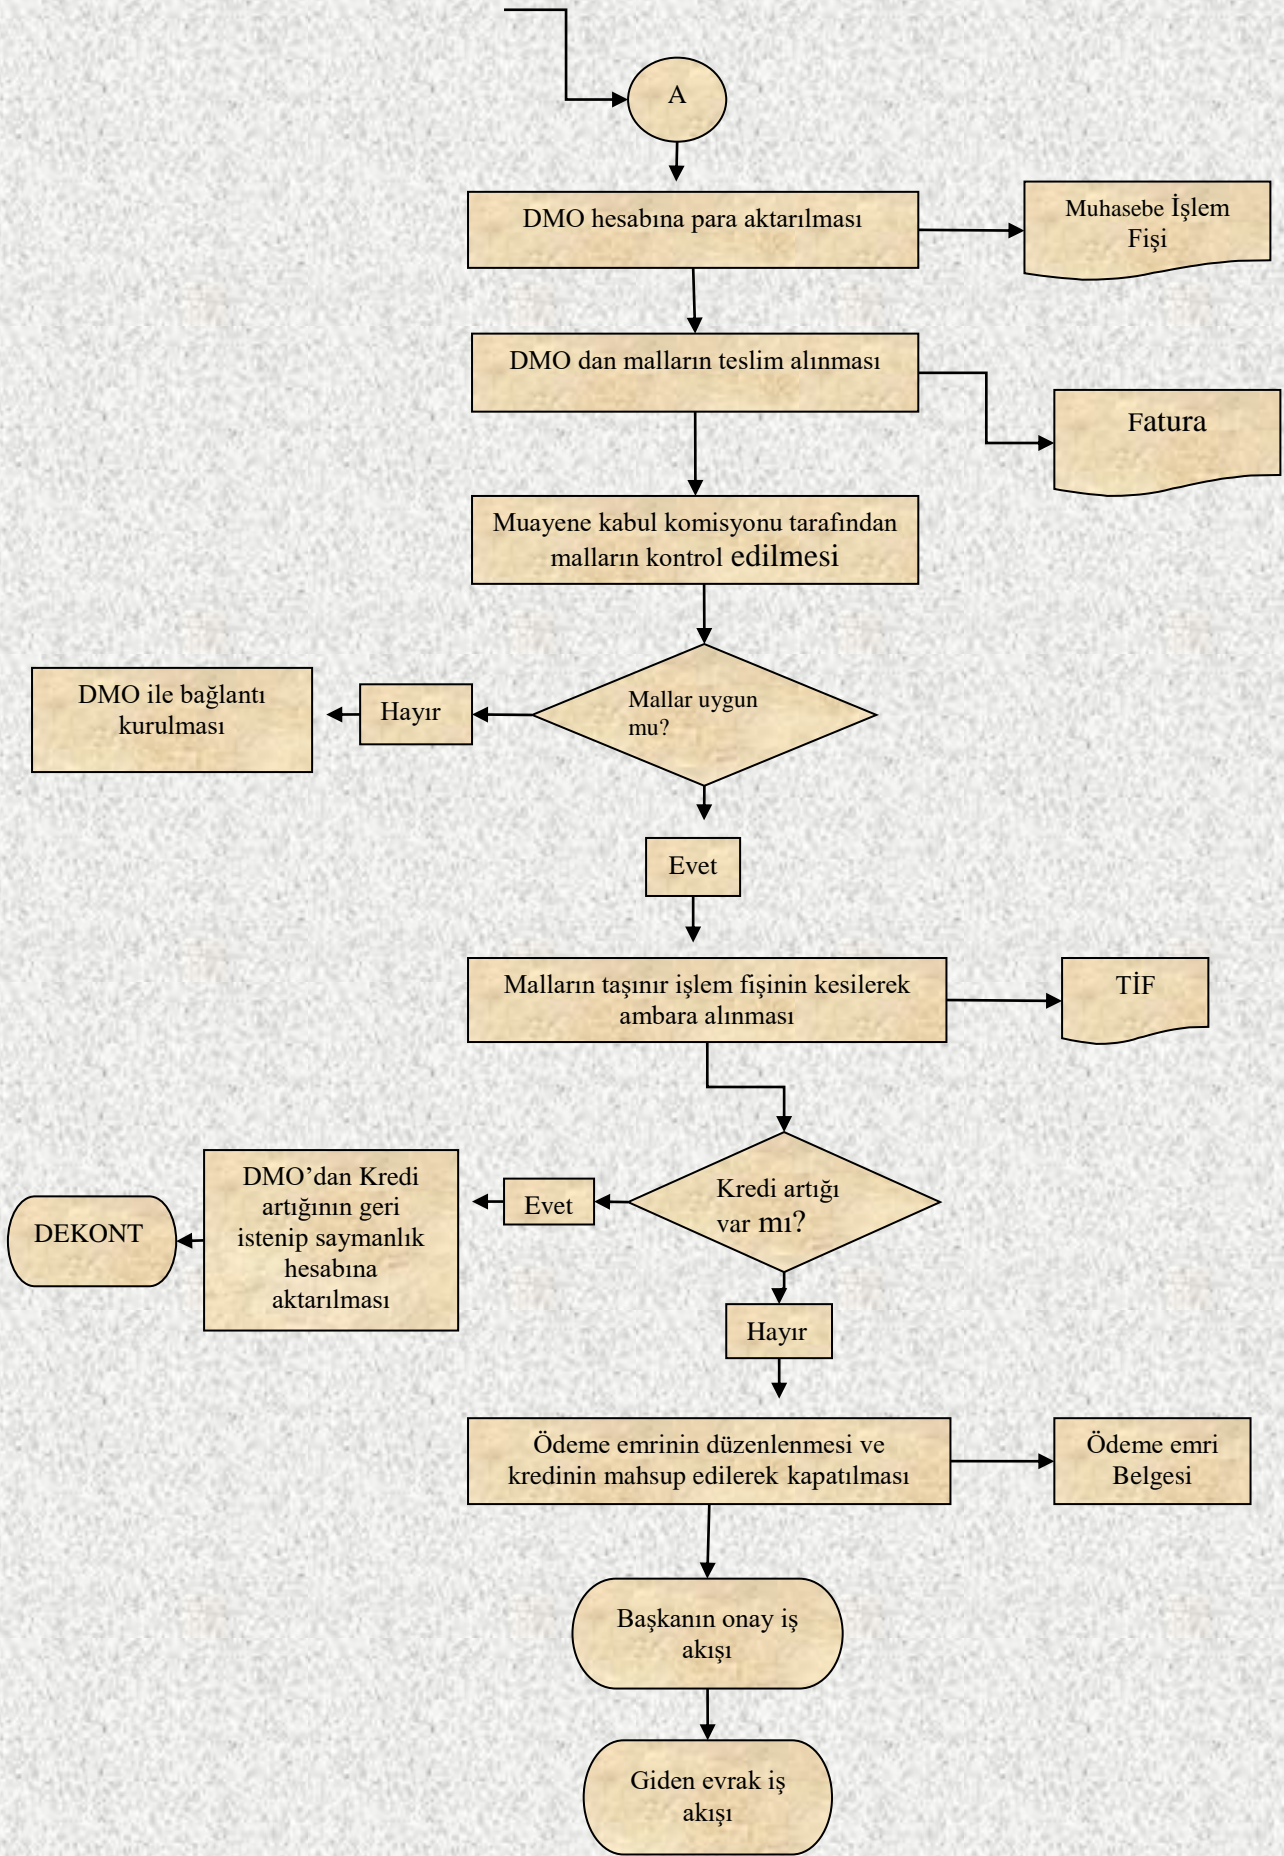 A
DMO hesabına para aktarılması
Muhasebe İşlem
Fişi
DMO dan malların teslim alınması
Fatura
Muayene kabul komisyonu tarafından
malların kontrol edilmesi
Mallar uygun
mu?
Hayır
DMO ile bağlantı
kurulması
Evet
Malların taşınır işlem fişinin kesilerek
ambara alınması
TİF
Kredi artığı
var mı?
Evet
DMO’dan Kredi
artığının geri
istenip saymanlık
hesabına
aktarılması
DEKONT
Hayır
Ödeme emrinin düzenlenmesi ve
kredinin mahsup edilerek kapatılması
Ödeme emri
Belgesi
Başkanın onay iş
akışı
Giden evrak iş
akışı